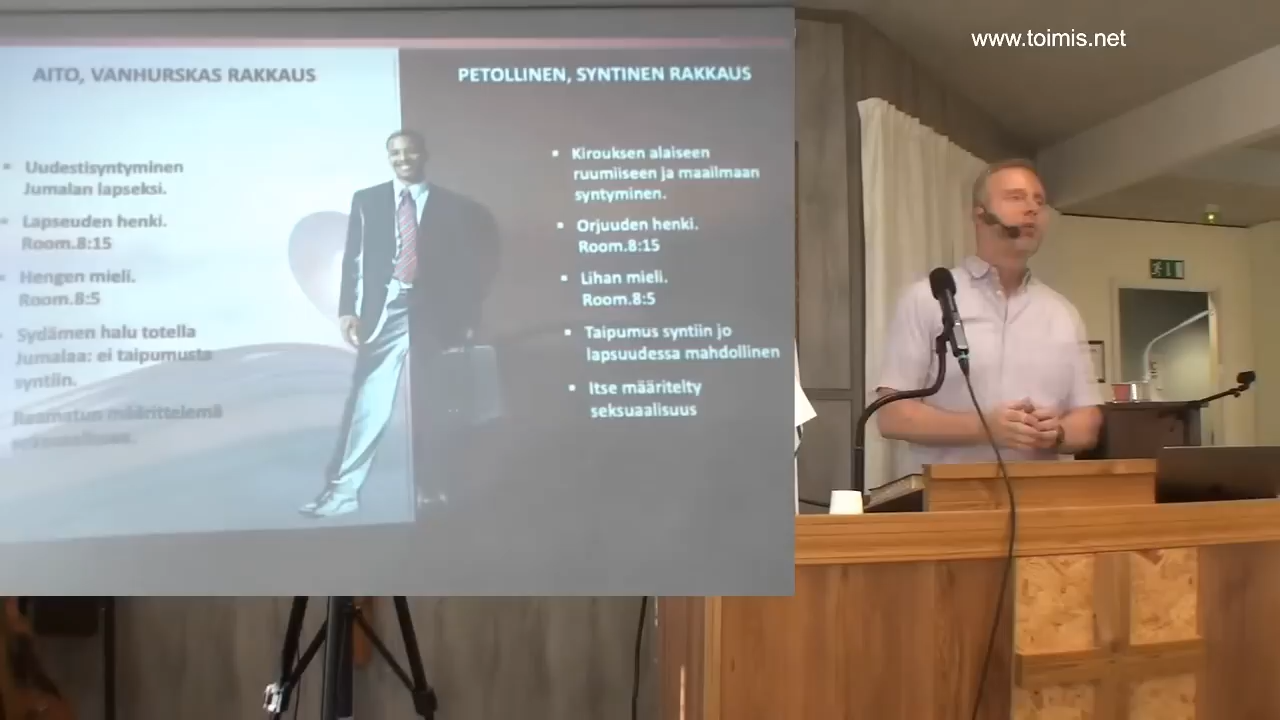 www.toimis.net
AITO, VANHURSKAS RAKKAUS
Uudestisyntyminen
Jumalan lapseksi.
Lapseuden henki.
Room.8:15
Hengen mieli.
Room.8:5
Sydämen halu totella
Jumalaa: ei taipumusta
syntiin.
Raamatun määrittelemä
PETOLLINEN, SYNTINEN RAKKAUS
Kirouksen alaiseen
ruumiiseen ja maailmaan
syntyminen.
Orjuuden henki.
Room.8:15
Lihan mieli.
Room.8:5
Taipumus syntiin jo
lapsuudessa mahdollinen
Itse määritelty
seksuaalisuus